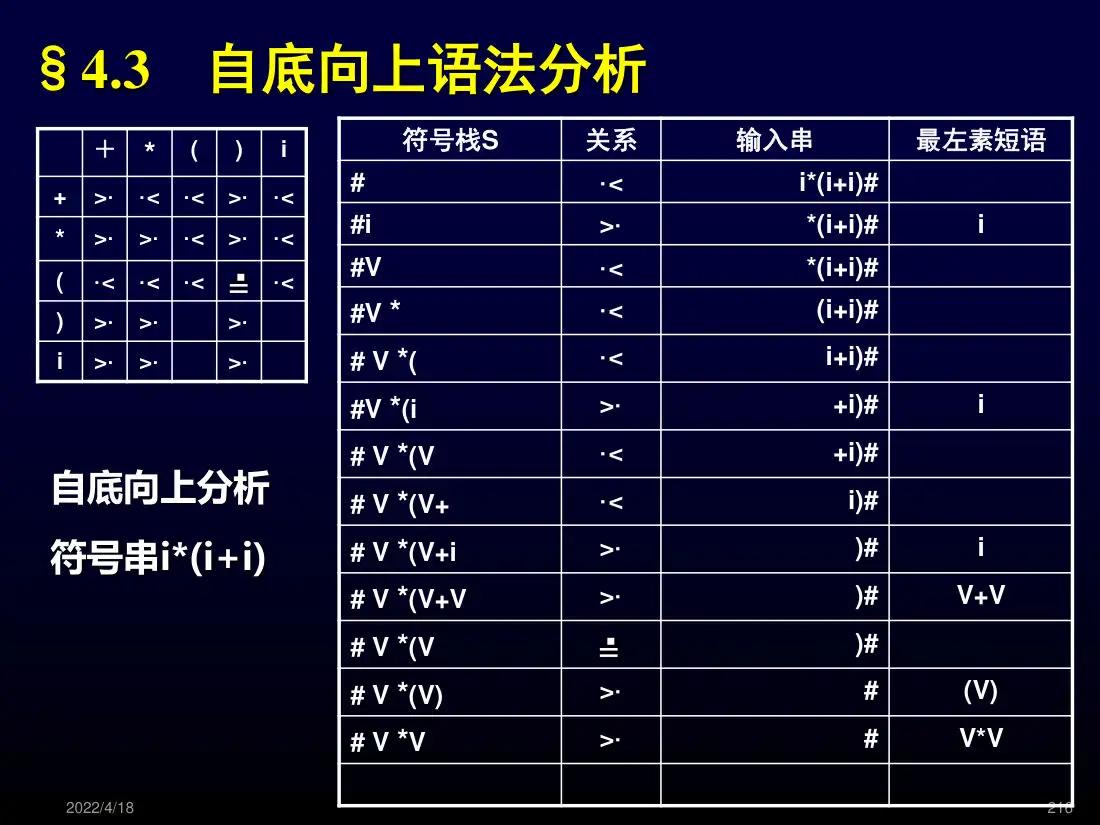 §4.3 自底向上语法分析
＋ * ( ) i
+ >· ·< ·< >· ·<
* >· >· ·< >· ·<
( ·< ·< ·< ≐ ·<
) >· >· >·
i >· >· >·
自底向上分析
符号串i*(i+i)
符号栈S 关系 输入串 最左素短语
# ·< i*(i+i)#
#i >· *(i+i)# i
#V ·< *(i+i)#
#V * ·< (i+i)#
# V *( ·< i+i)#
#V *(i >· +i)# i
# V *(V ·< +i)#
# V *(V+ ·< i)#
# V *(V+i >· )# i
# V *(V+V >· )# V+V
# V *(V ≐ )#
# V *(V) >· # (V)
# V *V >· # V*V
2022/4/18
216